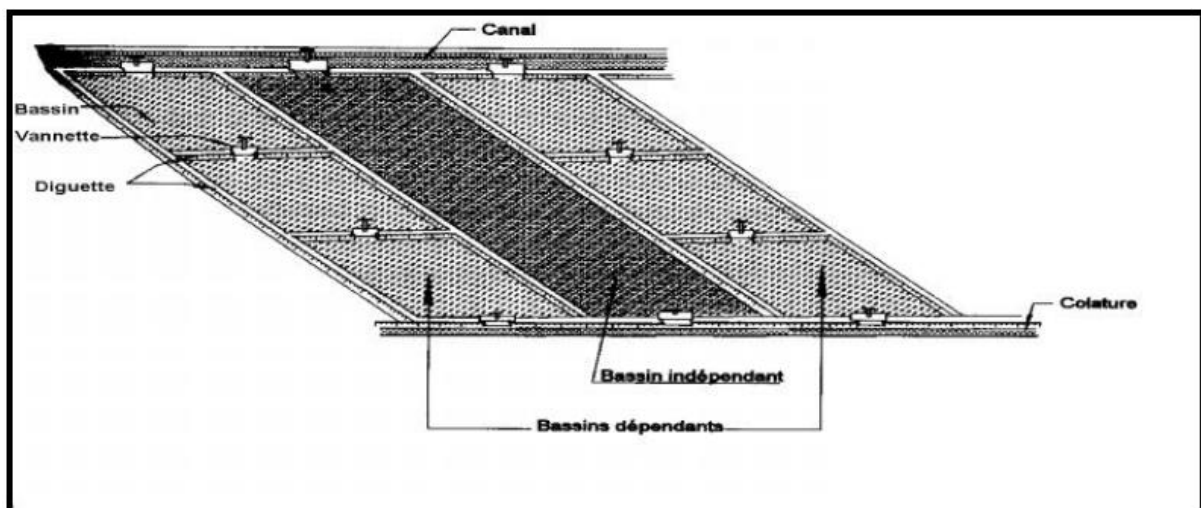 Canal
Bassin
Vannette
Diguette
Colature
Bassin indépendant
Bassins dépendants